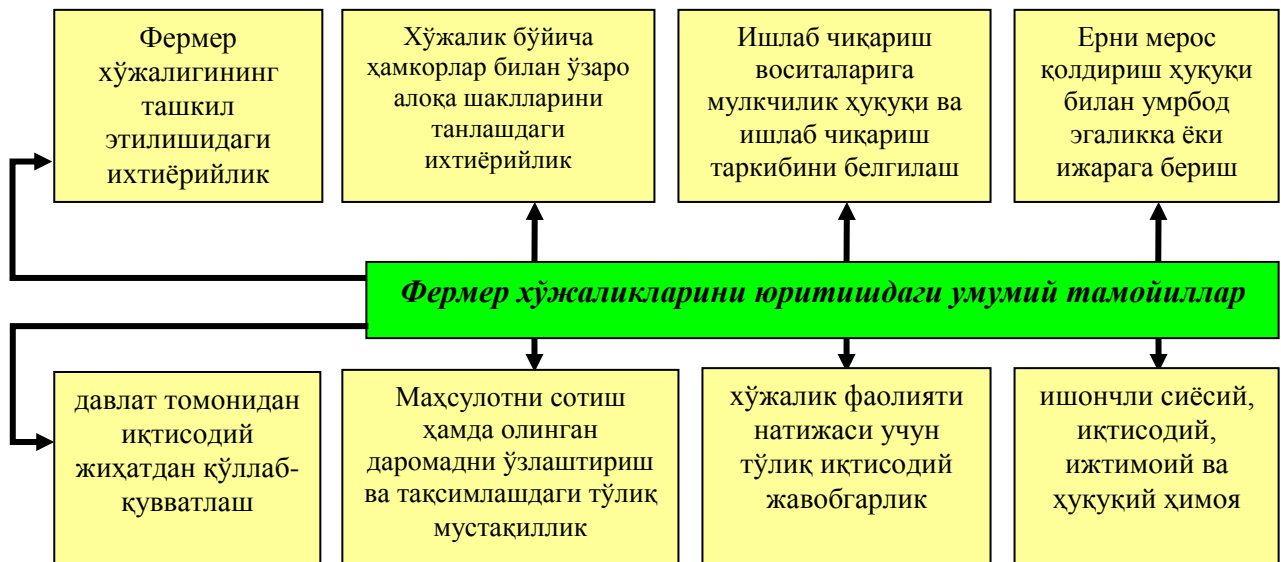 Фермер
хўжалигининг
ташкил
этилишидаги
ихтиёрийлик
Хўжалик бўйича
ҳамкорлар билан ўзаро
алоқа шаклларини
танлашдаги
ихтиёрийлик
Ишлаб чиқариш
воситаларига
мулкчилик ҳуқуқи ва
ишлаб чиқариш
таркибини белгилаш
Ерни мерос
қолдириш ҳуқуқи
билан умрбод
эгаликка ёки
ижарага бериш
Фермер хўжаликларини юритишдаги умумий тамойиллар
давлат томонидан
иқтисодий
жиҳатдан қўллаб-
қувватлаш
Маҳсулотни сотиш
ҳамда олинган
даромадни ўзлаштириш
ва тақсимлашдаги тўлиқ
мустақиллик
хўжалик фаолияти
натижаси учун
тўлиқ иқтисодий
жавобгарлик
ишончли сиёсий,
иқтисодий,
ижтимоий ва
ҳуқуқий ҳимоя